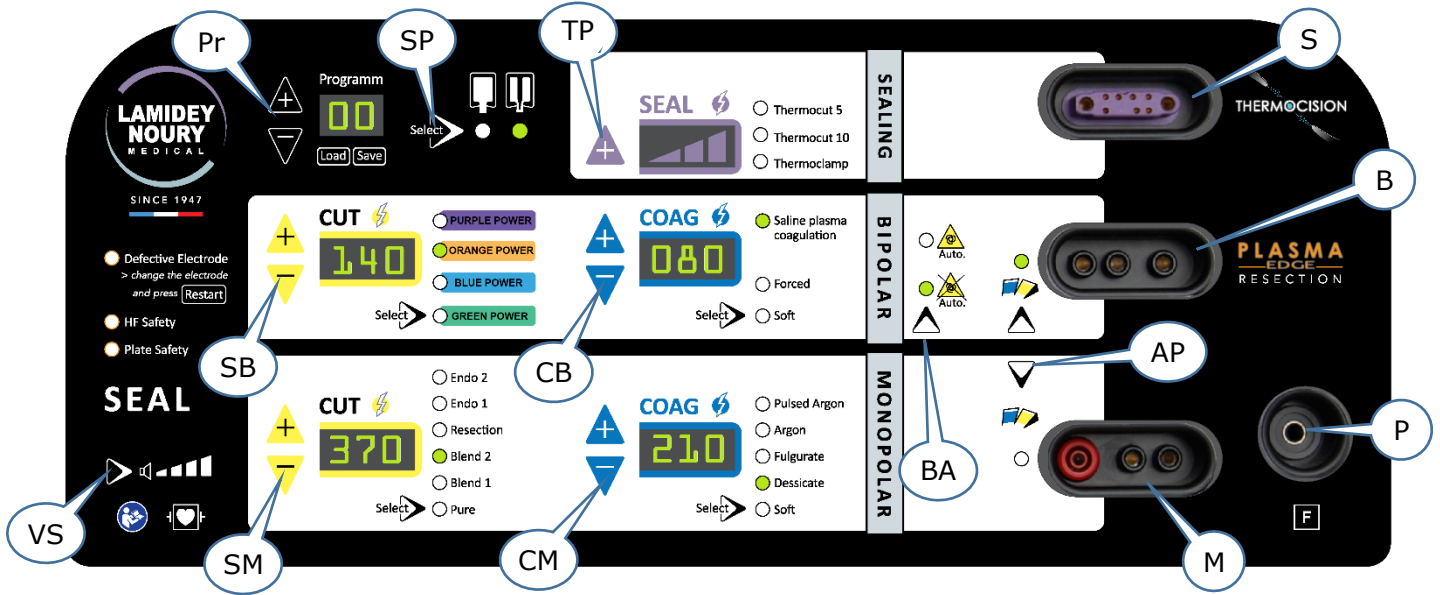 Pr
SP
TP
S
LAMIDEY
NOURY
MEDICAL
SINCE 1947
Programm
00
Load
Save
Select
SEAL
Thermocut 5
Thermocut 10
Thermoclamp
SEALING
THERMOCISION
B
Defective Electrode
> change the electrode
and press Restart
HF Safety
Plate Safety
CUT
140
PURPLE POWER
ORANGE POWER
BLUE POWER
Select
GREEN POWER
COAG
080
Saline plasma
coagulation
Forced
Select
Soft
BIPOLAR
@
Auto.
@
Auto.
PLASMA
EDGE
RESECTION
SB
CB
AP
SEAL
CUT
370
Endo 2
Endo 1
Resection
Blend 2
Blend 1
Select
Pure
COAG
210
Pulsed Argon
Argon
Fulgurate
Dessicate
Select
Soft
MONOPOLAR
BA
P
F
VS
SM
CM
M